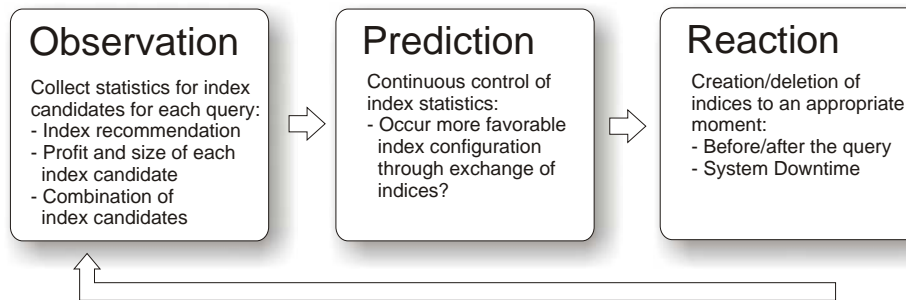 Observation
Collect statistics for index
candidates for each query:
- Index recommendation
- Profit and size of each
index candidate
- Combination of
index candidates
Prediction
Continuous control of
index statistics:
- Occur more favorable
index configuration
through exchange of
indices?
Reaction
Creation/deletion of
indices to an appropriate
moment:
- Before/after the query
- System Downtime